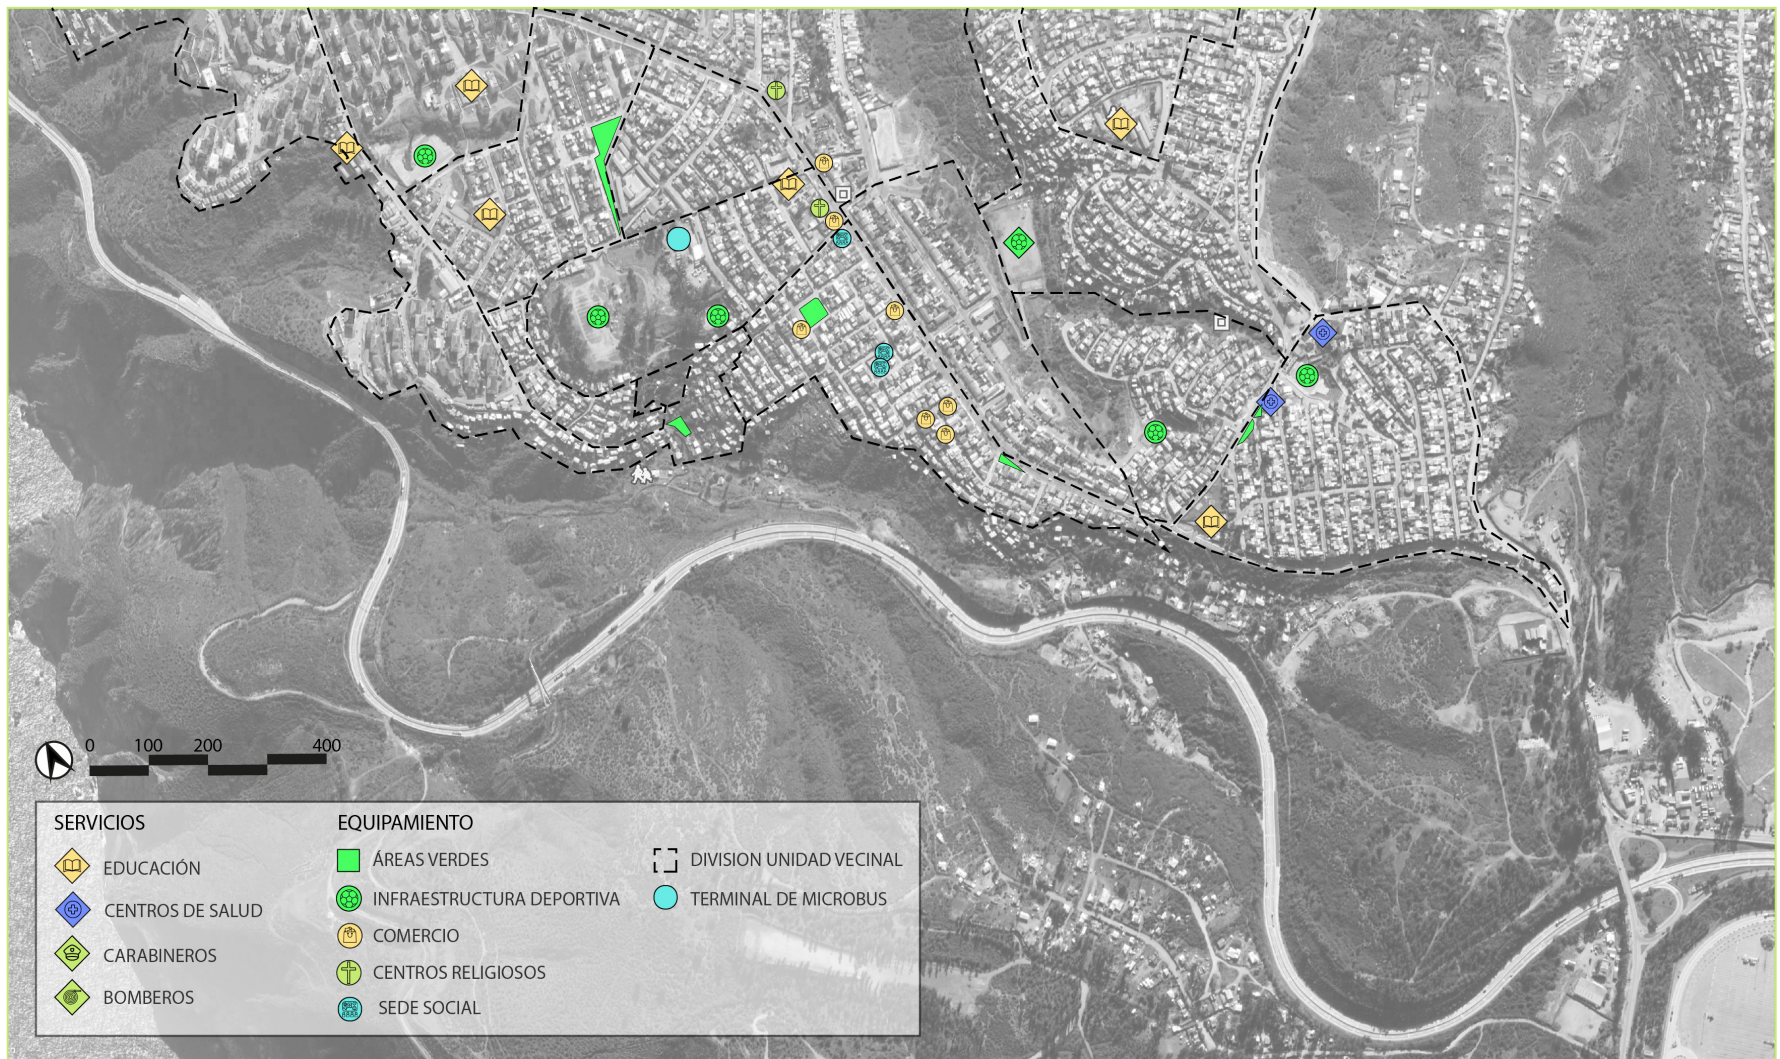 0 100 200 400
SERVICIOS
EDUCACIÓN
CENTROS DE SALUD
CARABINEROS
BOMBEROS
EQUIPAMIENTO
ÁREAS VERDES
INFRAESTRUCTURA DEPORTIVA
COMERCIO
CENTROS RELIGIOSOS
SEDE SOCIAL
DIVISION UNIDAD VECINAL
TERMINAL DE MICROBUS